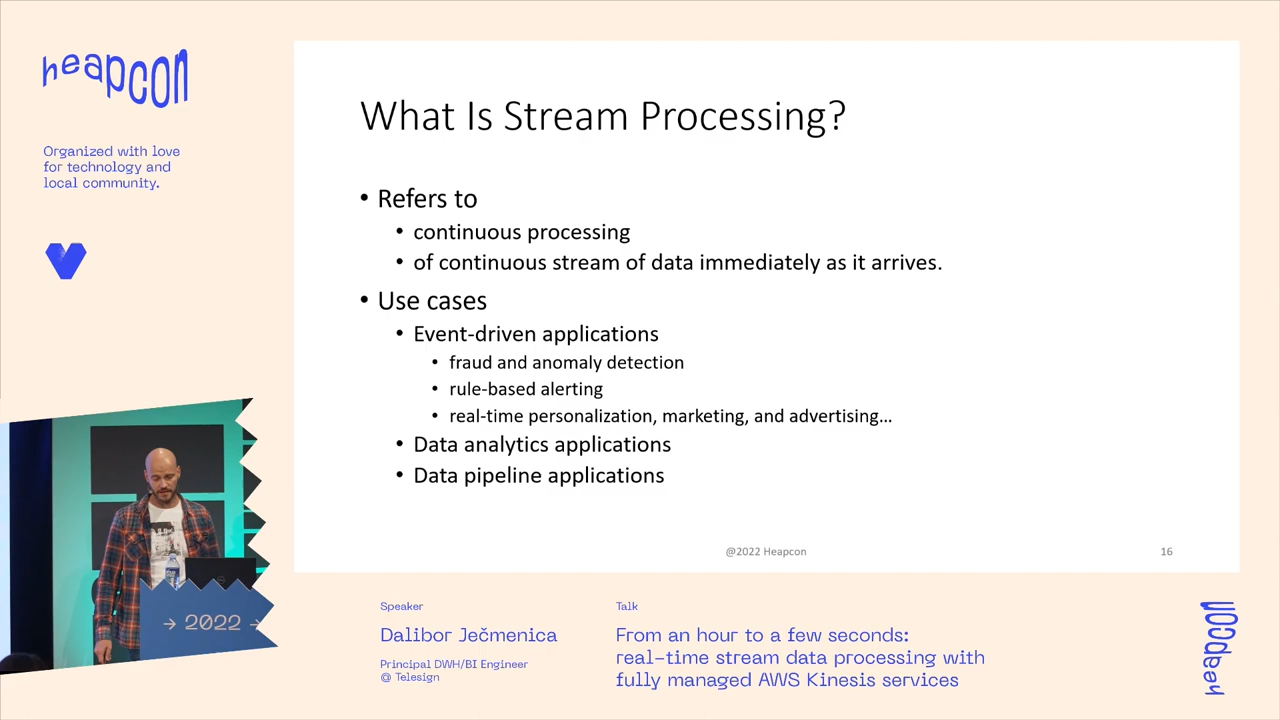 heapcon
Organized with love
for technology and
local community.
What Is Stream Processing?
• Refers to
• continuous processing
• of continuous stream of data immediately as it arrives.
• Use cases
• Event-driven applications
• fraud and anomaly detection
• rule-based alerting
• real-time personalization, marketing, and advertising...
• Data analytics applications
• Data pipeline applications
@2022 Heapcon
16
→ 2022 →
Speaker
Dalibor Ječmenica
Principal DWH/BI Engineer
@ Telesign
Talk
From an hour to a few seconds:
real-time stream data processing with
fully managed AWS Kinesis services
heapcon